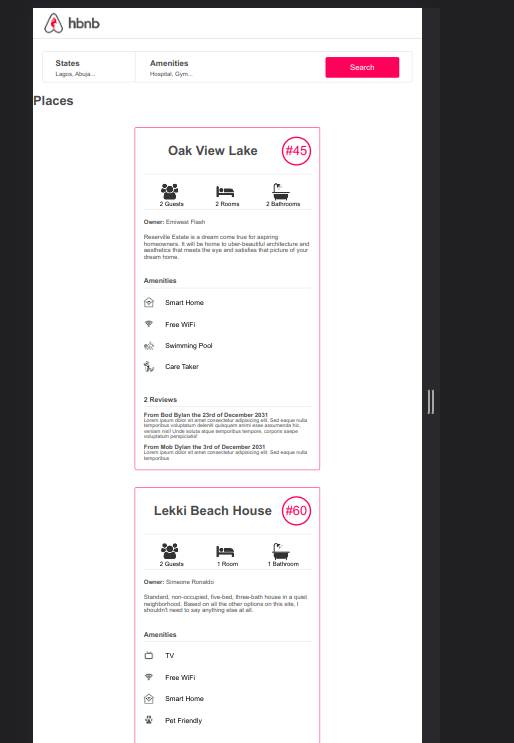 hbnb
States
Lagos, Abuja...
Amenities
Hospital, Gym...
Search
Places
Oak View Lake
#45
2 Guests
2 Rooms
2 Bathrooms
Owner: Emiwest Flash
Reserville Estate is a dream come true for aspiring
homeowners. It will be home to uber-beautiful architecture and
aesthetics that meets the eye and satisfies that picture of your
dream home.
Amenities
Smart Home
Free WiFi
Swimming Pool
Care Taker
2 Reviews
From Bod Bylan the 23rd of December 2031
Lorem ipsum dolor sit amet consectetur adipisicing elit. Sed eaque nulla
temporibus voluptatum deleniti quisquam animi esse assumenda hic,
veniam nisi! Unde soluta atque temporibus tempore, corporis saepe
voluptatum perspiciatis!
From Mob Dylan the 3rd of December 2031
Lorem ipsum dolor sit amet consectetur adipisicing elit. Sed eaque nulla
temporibus
Lekki Beach House
#60
2 Guests
1 Room
1 Bathroom
Owner: Simeone Ronaldo
Standard, non-occupied, five-bed, three-bath house in a quiet
neighborhood. Based on all the other options on this site, I
shouldn't need to say anything else at all.
Amenities
TV
Free WiFi
Smart Home
Pet Friendly